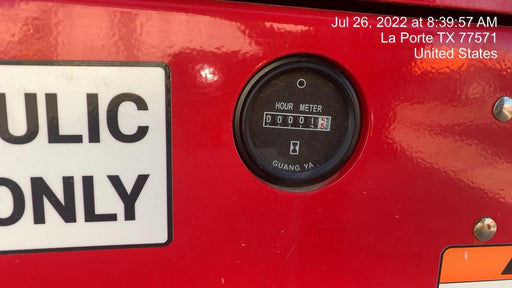 Jul 26, 2022 at 8:39:57 AM
La Porte TX 77571
United States
ULIC
ONLY
HOUR METER
GUANG YA